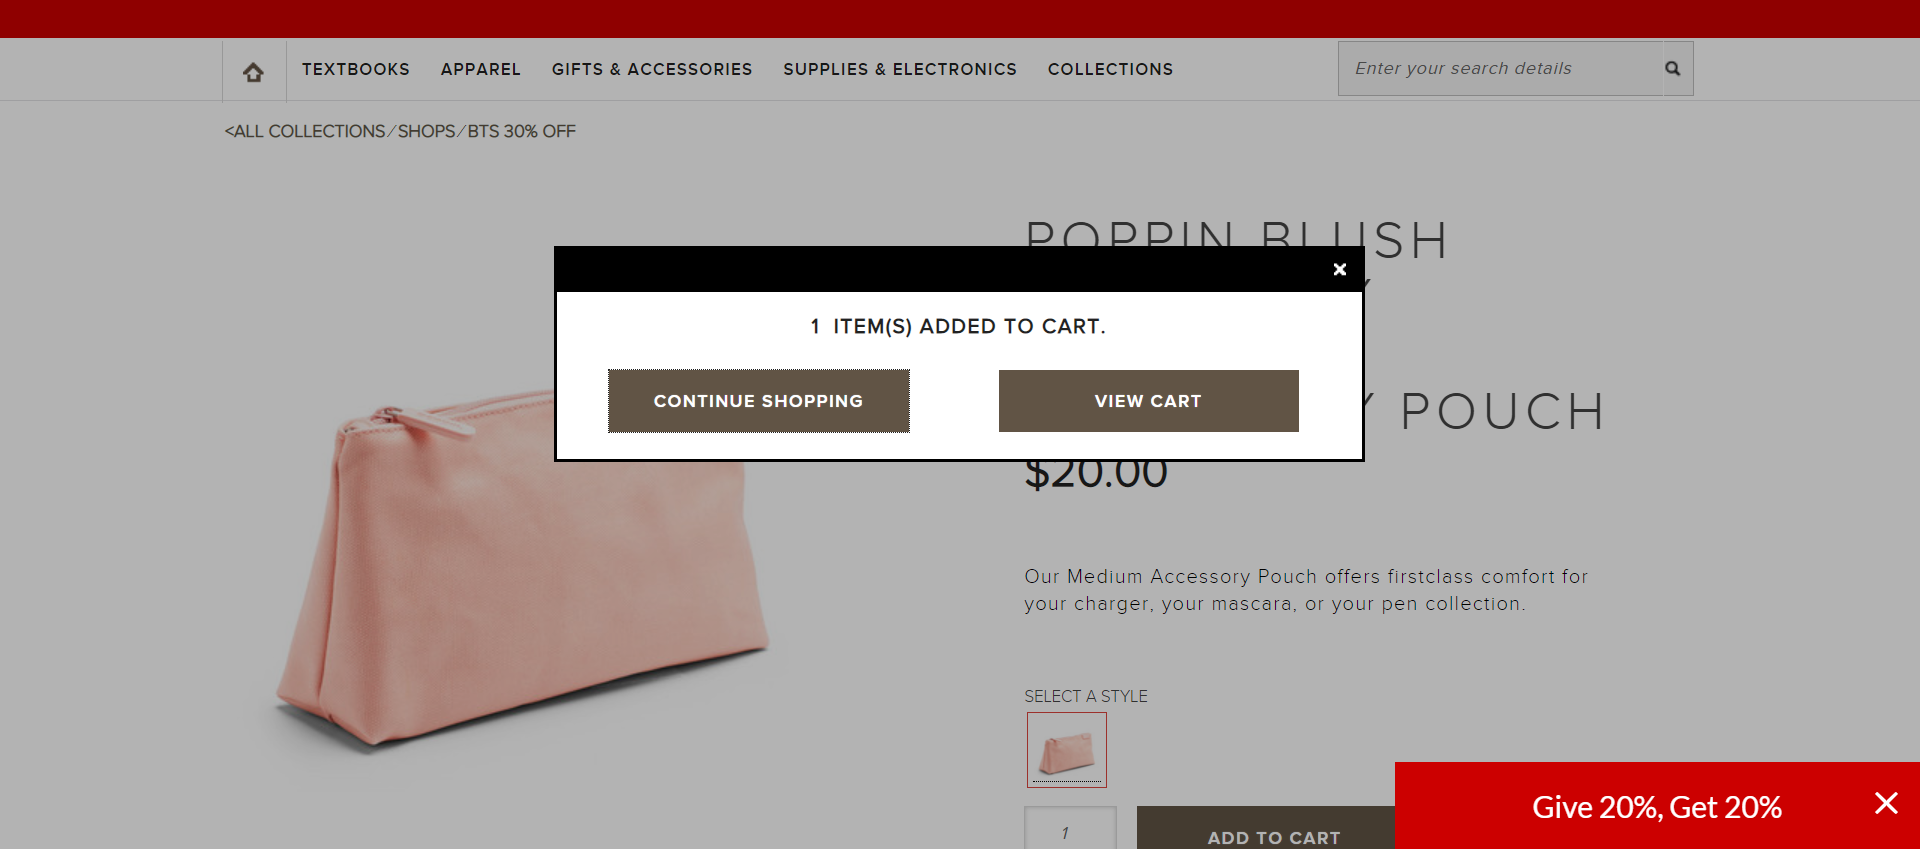 TEXTBOOKS APPAREL GIFTS & ACCESSORIES SUPPLIES & ELECTRONICS COLLECTIONS
Enter your search details
<ALL COLLECTIONS/SHOPS/BTS 30% OFF
POPPIN BLUSH
1 ITEM(S) ADDED TO CART.
CONTINUE SHOPPING
VIEW CART
POUCH
$20.00
Our Medium Accessory Pouch offers firstclass comfort for
your charger, your mascara, or your pen collection.
SELECT A STYLE
1
ADD TO CART
Give 20%, Get 20%